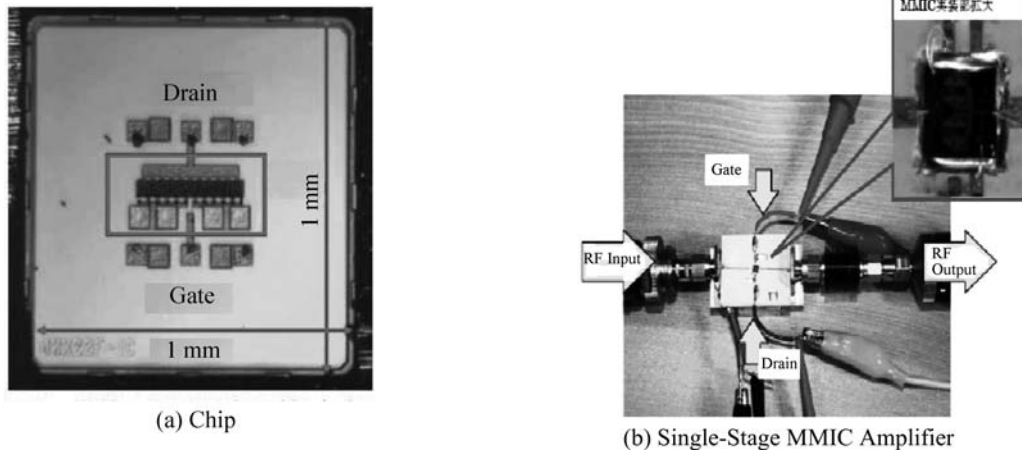 Drain
1 mm
Gate
1 mm
(a) Chip
MMIC実装部拡大
Gate
RF Input
RF
Output
Drain
(b) Single-Stage MMIC Amplifier